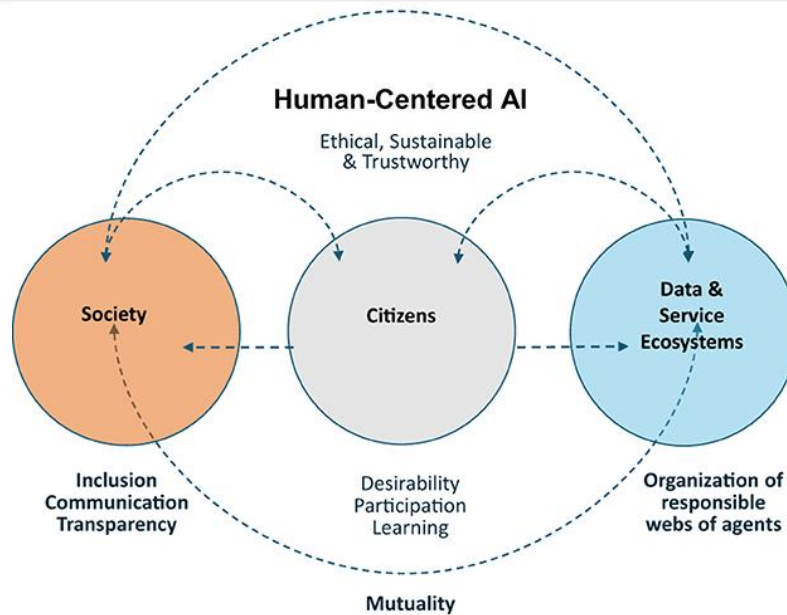 Human-Centered AI
Ethical, Sustainable
& Trustworthy
Society
Citizens
Data &
Service
Ecosystems
Inclusion
Communication
Transparency
Desirability
Participation
Learning
Organization of
responsible
webs of agents
Mutuality